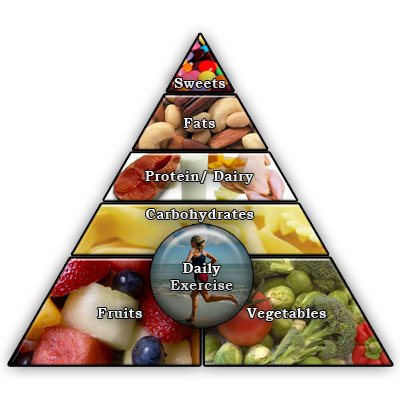 Sweets
Fats
Protein/ Dairy
Carbohydrates
Daily
Exercise
Fruits
Vegetables